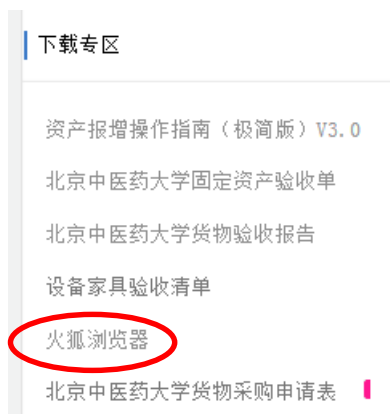 下载专区
资产报增操作指南（极简版）V3.0
北京中医药大学固定资产验收单
北京中医药大学货物验收报告
设备家具验收清单
火狐浏览器
北京中医药大学货物采购申请表